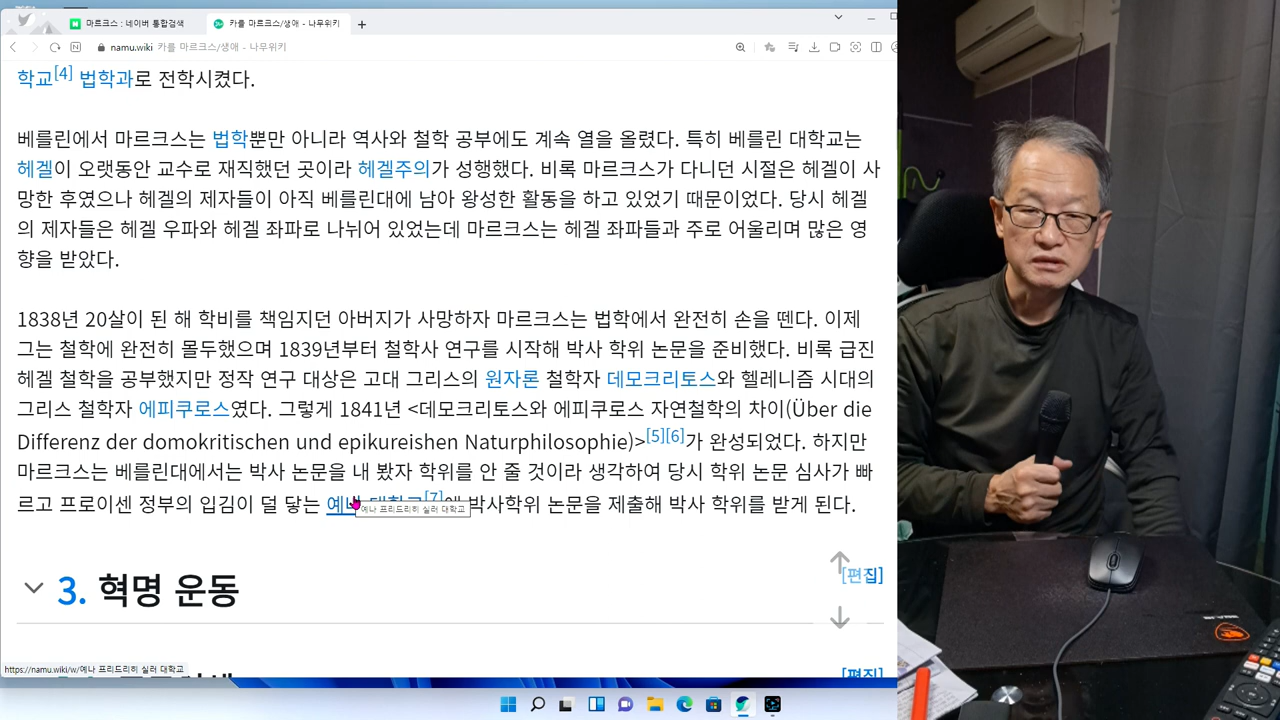 마르크스 : 네이버 통합검색
카를 마르크스/생애 - 나무위키
namu.wiki 카를 마르크스/생애 - 나무위키
학교[4] 법학과로 전학시켰다.
베를린에서 마르크스는 법학뿐만 아니라 역사와 철학 공부에도 계속 열을 올렸다. 특히 베를린 대학교는
헤겔이 오랫동안 교수로 재직했던 곳이라 헤겔주의가 성행했다. 비록 마르크스가 다니던 시절은 헤겔이 사
망한 후였으나 헤겔의 제자들이 아직 베를린대에 남아 왕성한 활동을 하고 있었기 때문이었다. 당시 헤겔
의 제자들은 헤겔 우파와 헤겔 좌파로 나뉘어 있었는데 마르크스는 헤겔 좌파들과 주로 어울리며 많은 영
향을 받았다.
1838년 20살이 된 해 학비를 책임지던 아버지가 사망하자 마르크스는 법학에서 완전히 손을 뗀다. 이제
그는 철학에 완전히 몰두했으며 1839년부터 철학사 연구를 시작해 박사 학위 논문을 준비했다. 비록 급진
헤겔 철학을 공부했지만 정작 연구 대상은 고대 그리스의 원자론 철학자 데모크리토스와 헬레니즘 시대의
그리스 철학자 에피쿠로스였다. 그렇게 1841년 <데모크리토스와 에피쿠로스 자연철학의 차이(Über die
Differenz der domokritischen und epikureishen Naturphilosophie)>[5][6]가 완성되었다. 하지만
마르크스는 베를린대에서는 박사 논문을 내 봤자 학위를 안 줄 것이라 생각하여 당시 학위 논문 심사가 빠
르고 프로이센 정부의 입김이 덜 닿는 예나 대학교[7]에 박사학위 논문을 제출해 박사 학위를 받게 된다.
예나 프리드리히 실러 대학교
3. 혁명 운동
[편집]
[편집]
https://namu.wiki/w/예나 프리드리히 실러 대학교